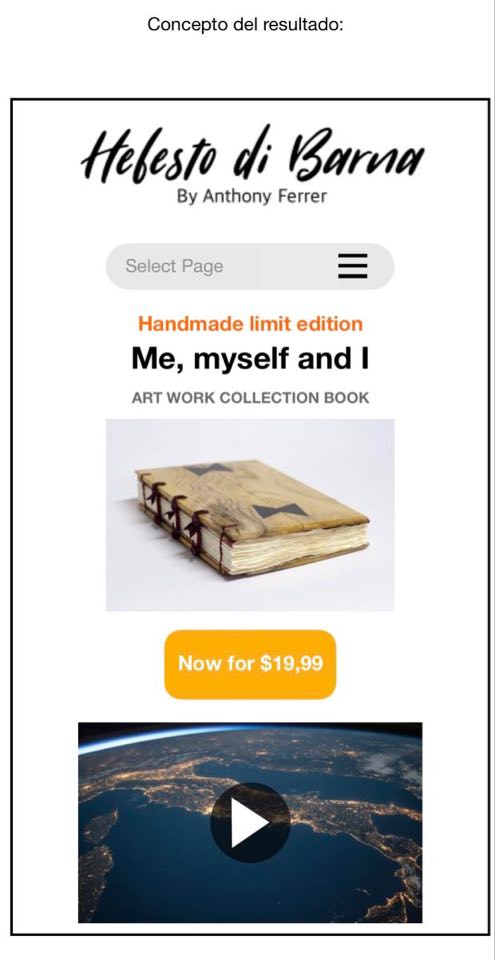 Concepto del resultado:
Hefesto di Barna
By Anthony Ferrer
Select Page
Handmade limit edition
Me, myself and I
ART WORK COLLECTION BOOK
Now for $19,99